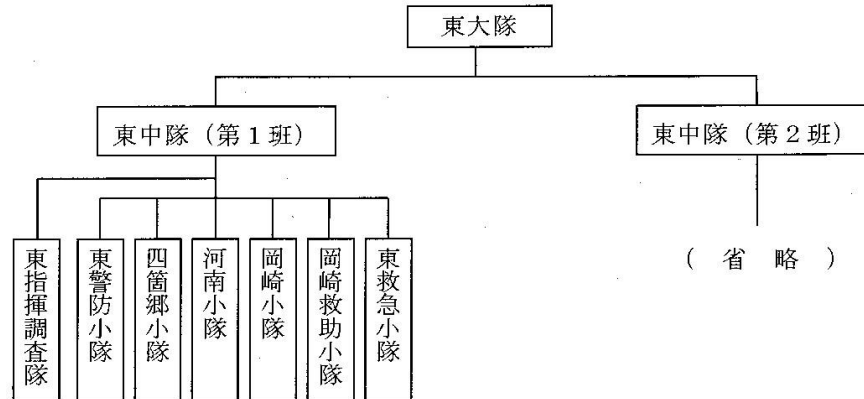 東大隊
東中隊(第1班)
東中隊(第2班)
東指揮調査隊
東警防小隊
四箇郷小隊
河南小隊
岡崎小隊
岡崎救助小隊
東救急小隊
(省略)